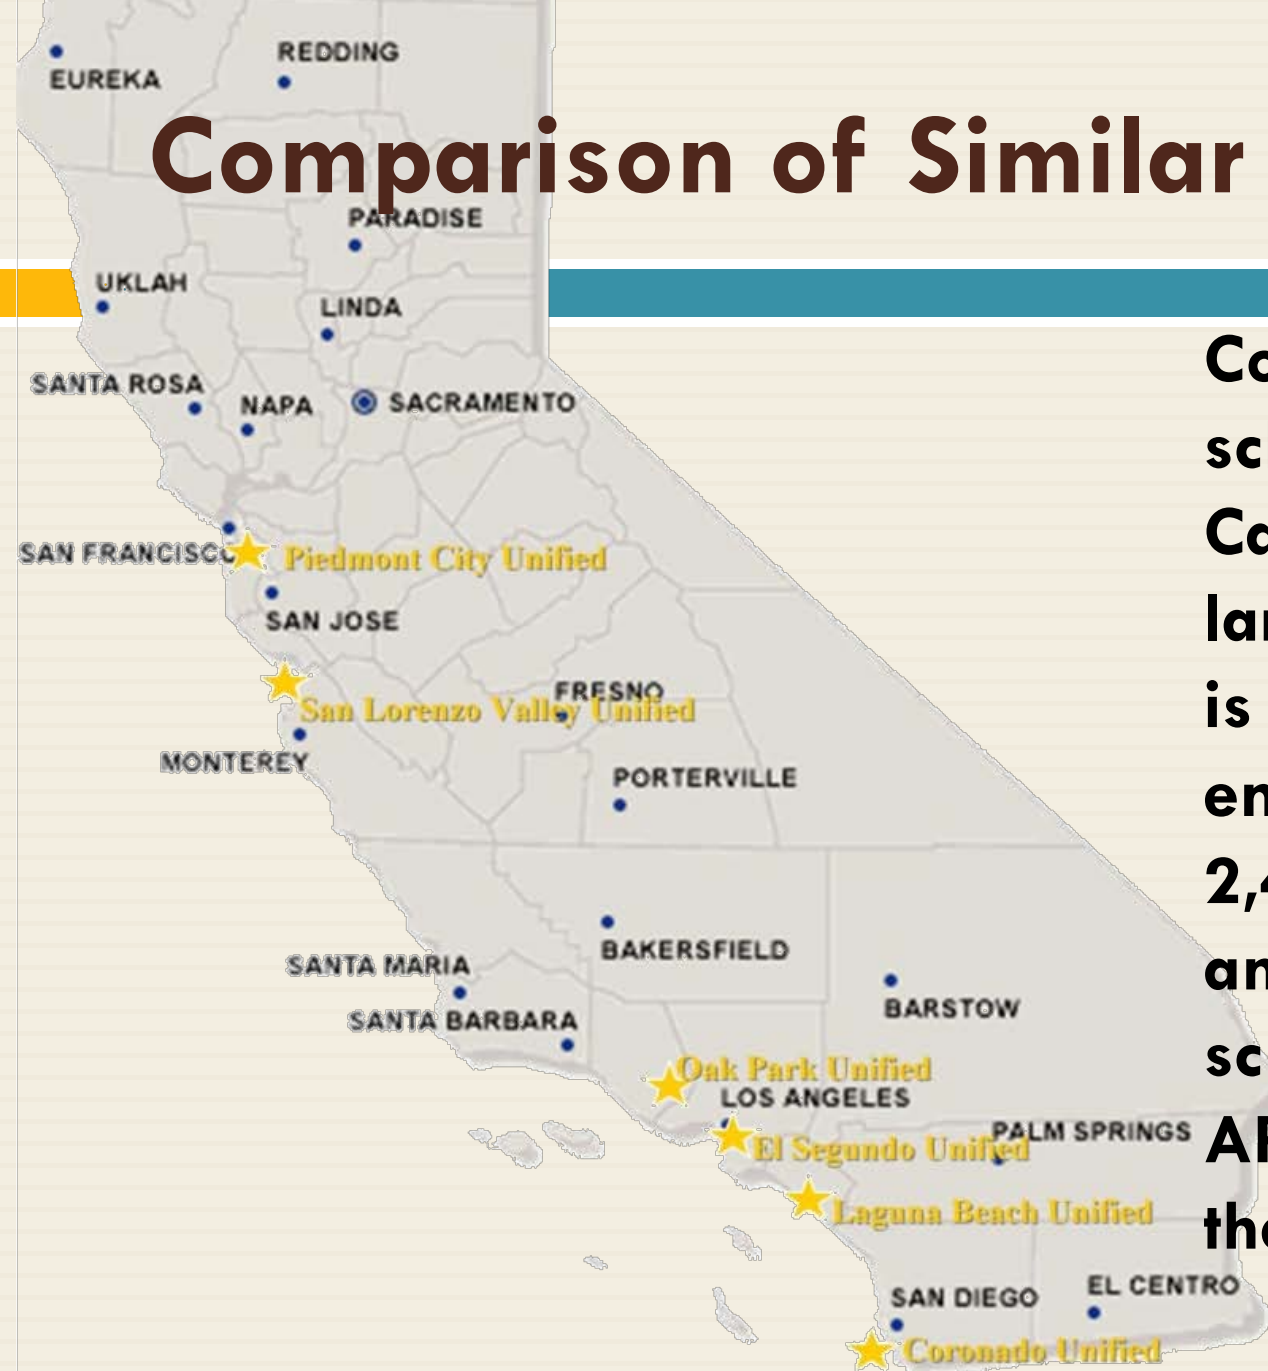 REDDING
EUREKA
Comparison of Similar
PARADISE
UKLAH
LINDA
SANTA ROSA
NAPA
SACRAMENTO
SAN FRANCISCO
Piedmont City Unified
SAN JOSE
FRESNO
San Lorenzo Valley Unified
MONTEREY
PORTERVILLE
BAKERSFIELD
SANTA MARIA
BARSTOW
SANTA BARBARA
Oak Park Unified
LOS ANGELES
PALM SPRINGS
El Segundo Unified
Laguna Beach Unified
EL CENTRO
SAN DIEGO
Coronado Unified
is